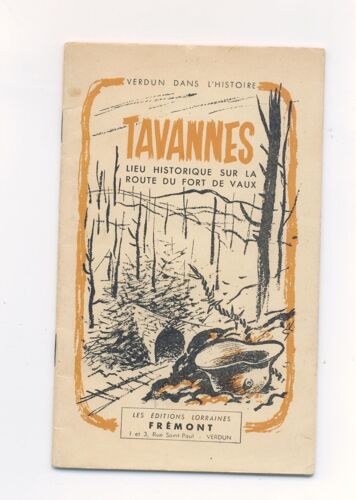 VERDUN DANS L'HISTOIRE
TAVANNES
LIEU HISTORIQUE SUR LA
ROUTE DU FORT DE VAUX
LES ÉDITIONS LORRAINES
FRÉMONT
1 et 3, Rue Saint-Paul - VERDUN